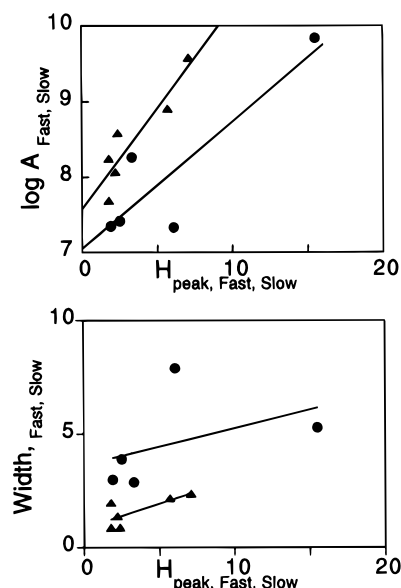 10
9
8
7
log A Fast, Slow
0 10 20
H peak, Fast, Slow
10
5
0
Width, Fast, Slow
0 10 20
H peak, Fast, Slow